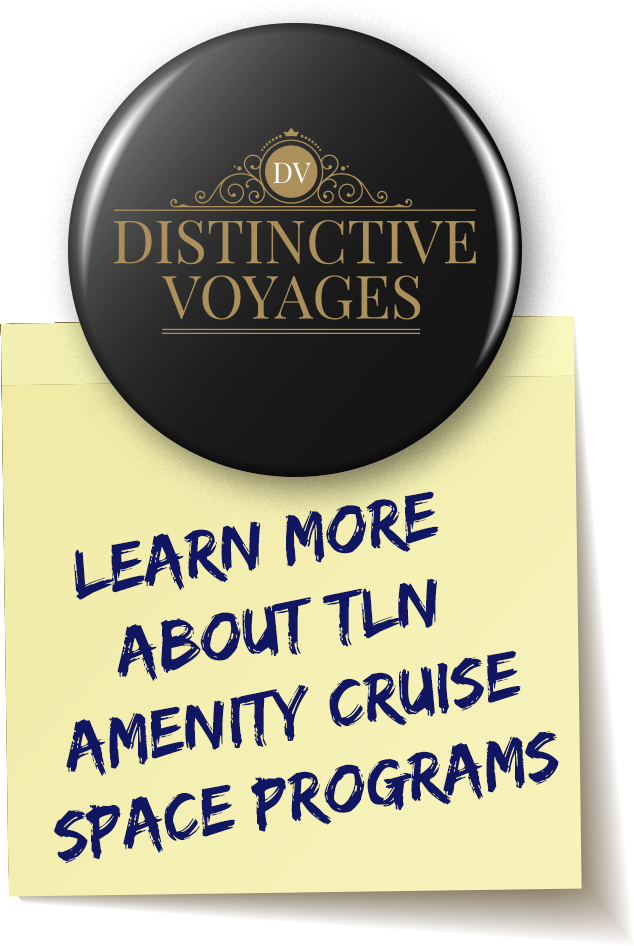 DV
DISTINCTIVE
VOYAGES
LEARN MORE
ABOUT TLN
AMENITY CRUISE
SPACE PROGRAMS